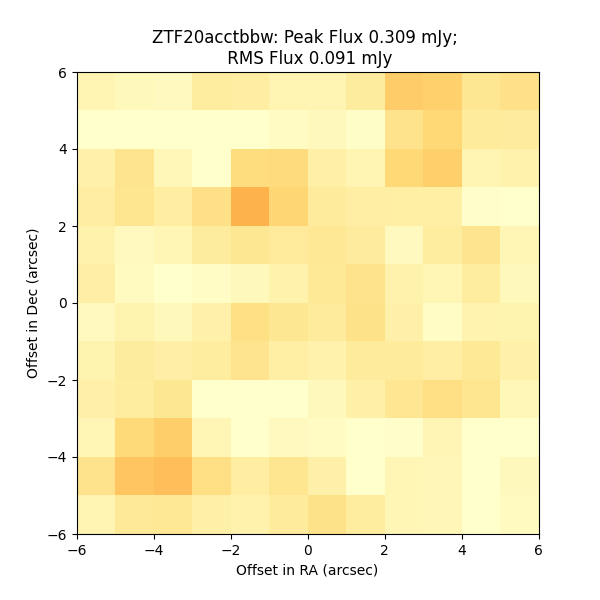 ZTF20acctbbw: Peak Flux 0.309 mJy;
RMS Flux 0.091 mJy
6
4
2
0
−2
−4
−6
Offset in Dec (arcsec)
−6 −4 −2 0 2 4 6
Offset in RA (arcsec)